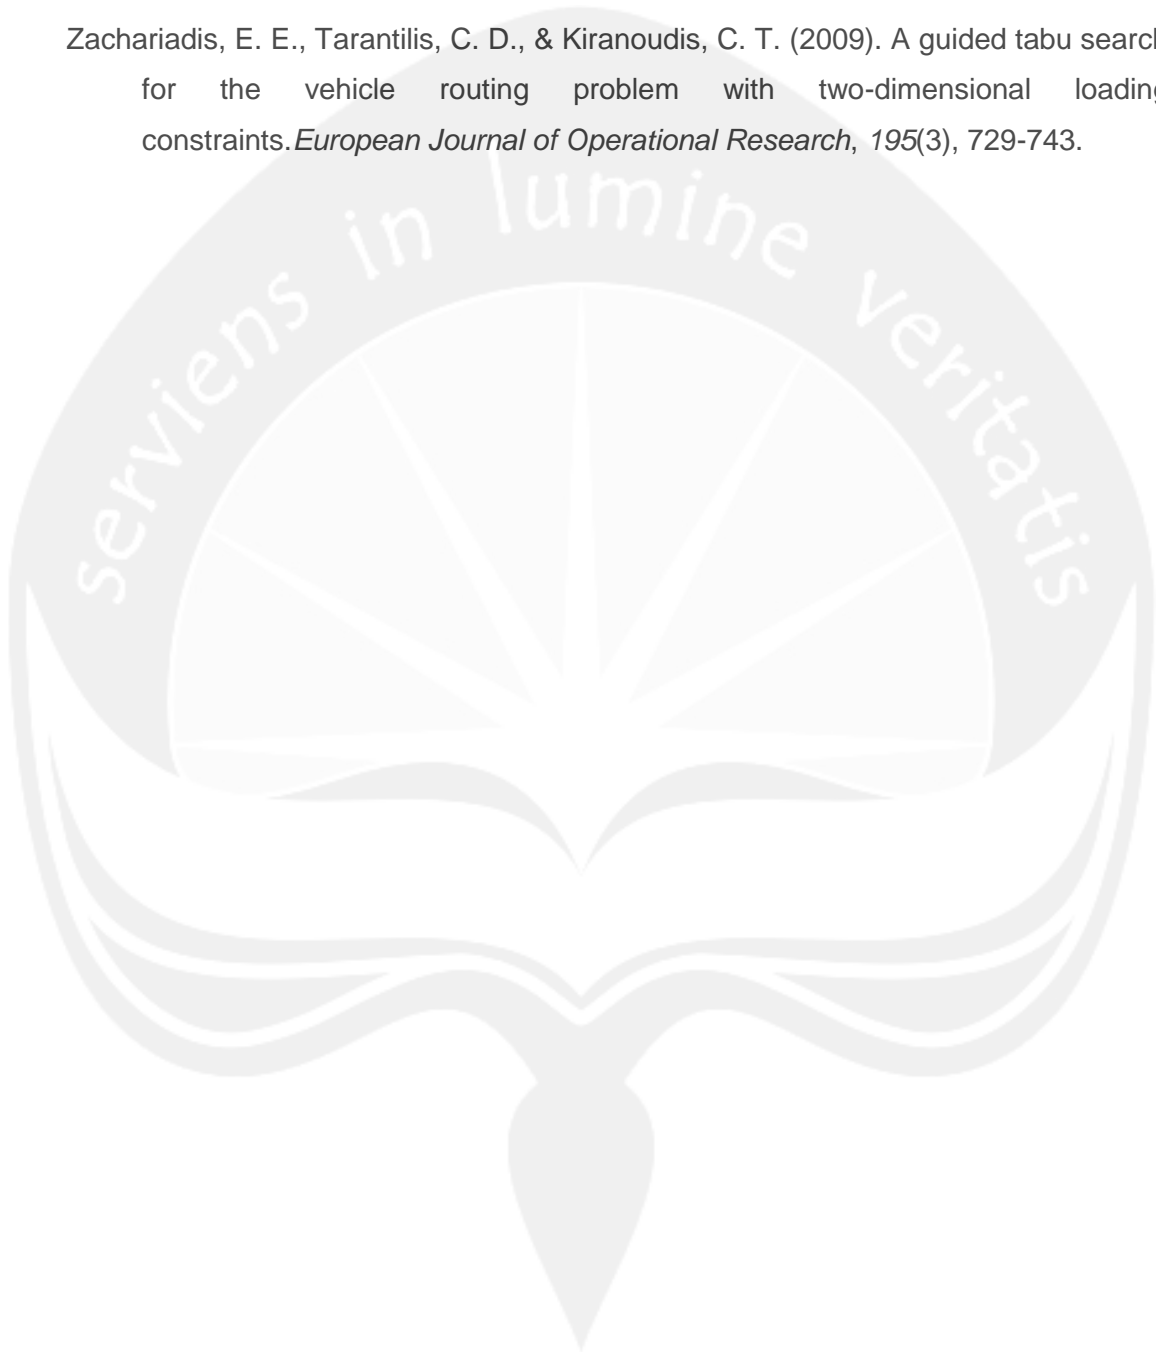 Zachariadis, E. E., Tarantilis, C. D., & Kiranoudis, C. T. (2009). A guided tabu search
for the vehicle routing problem with two-dimensional loading
constraints. European Journal of Operational Research, 195(3), 729-743.
serviens in lumine veritatis